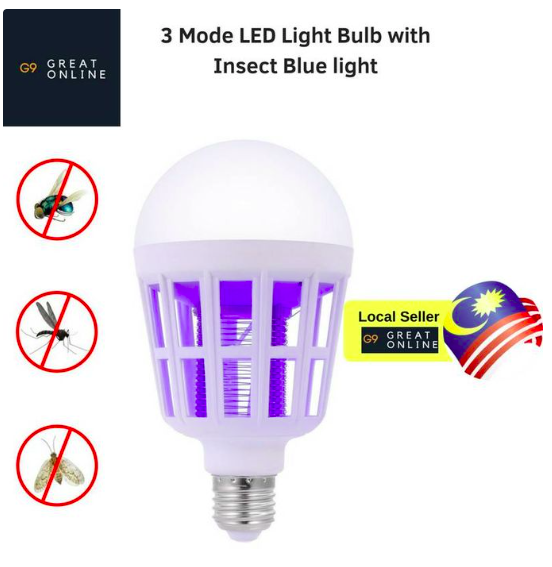 3 Mode LED Light Bulb with
Insect Blue light
G9 GREAT
ONLINE
Local Seller
G9 GREAT
ONLINE